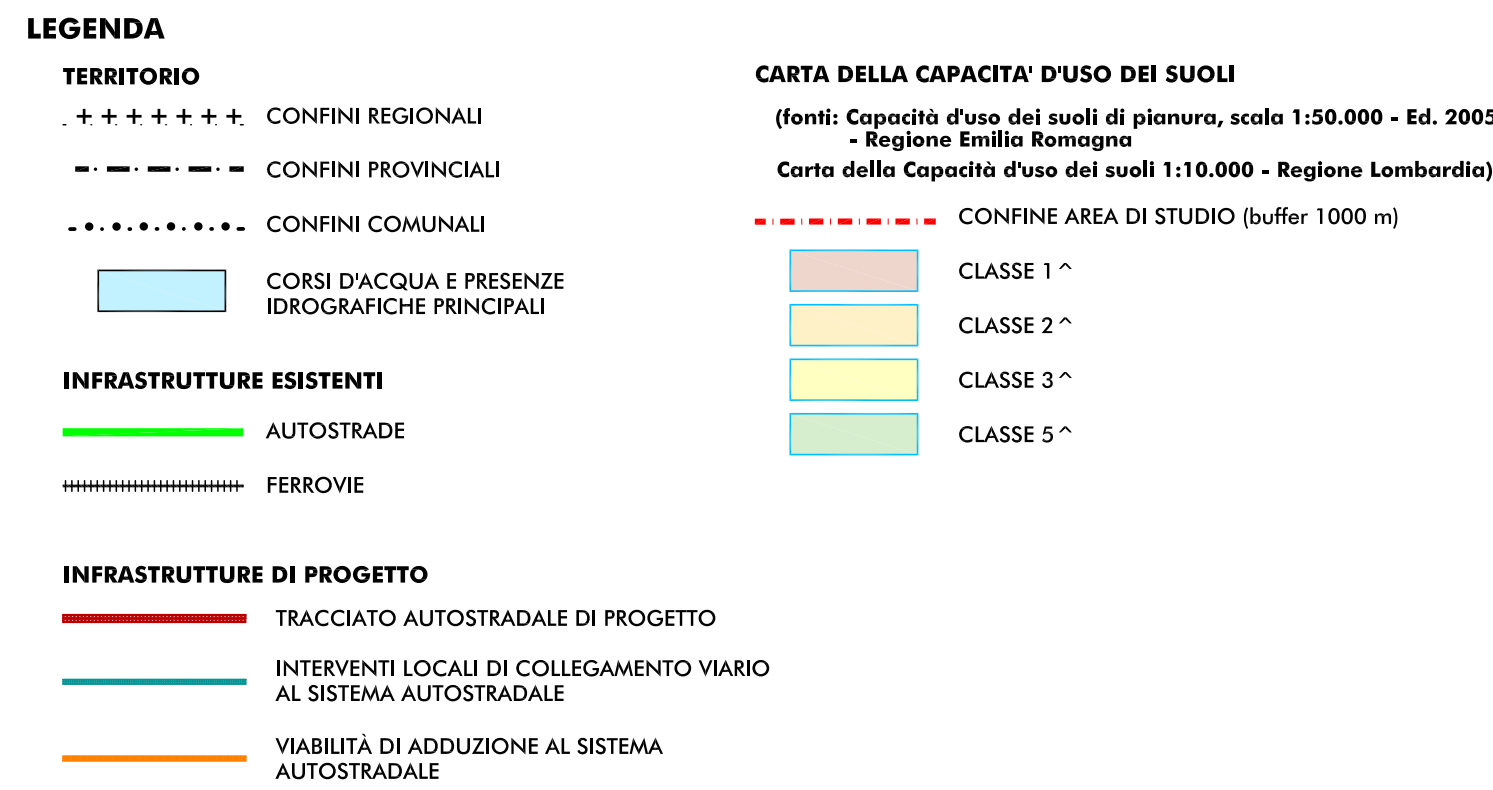 LEGENDA
TERRITORIO
CONFINI REGIONALI
CONFINI PROVINCIALI
CONFINI COMUNALI
CORSI D'ACQUA E PRESENZE
IDROGRAFICHE PRINCIPALI
INFRASTRUTTURE ESISTENTI
AUTOSTRADE
FERROVIE
INFRASTRUTTURE DI PROGETTO
TRACCIATO AUTOSTRADALE DI PROGETTO
INTERVENTI LOCALI DI COLLEGAMENTO VIARIO
AL SISTEMA AUTOSTRADALE
VIABILITÀ DI ADDUZIONE AL SISTEMA
AUTOSTRADALE
CARTA DELLA CAPACITA' D'USO DEI SUOLI
(fonti: Capacità d'uso dei suoli di pianura, scala 1:50.000 - Ed. 2005
- Regione Emilia Romagna
Carta della Capacità d'uso dei suoli 1:10.000 - Regione Lombardia)
CONFINE AREA DI STUDIO (buffer 1000 m)
CLASSE 1^
CLASSE 2^
CLASSE 3^
CLASSE 5^